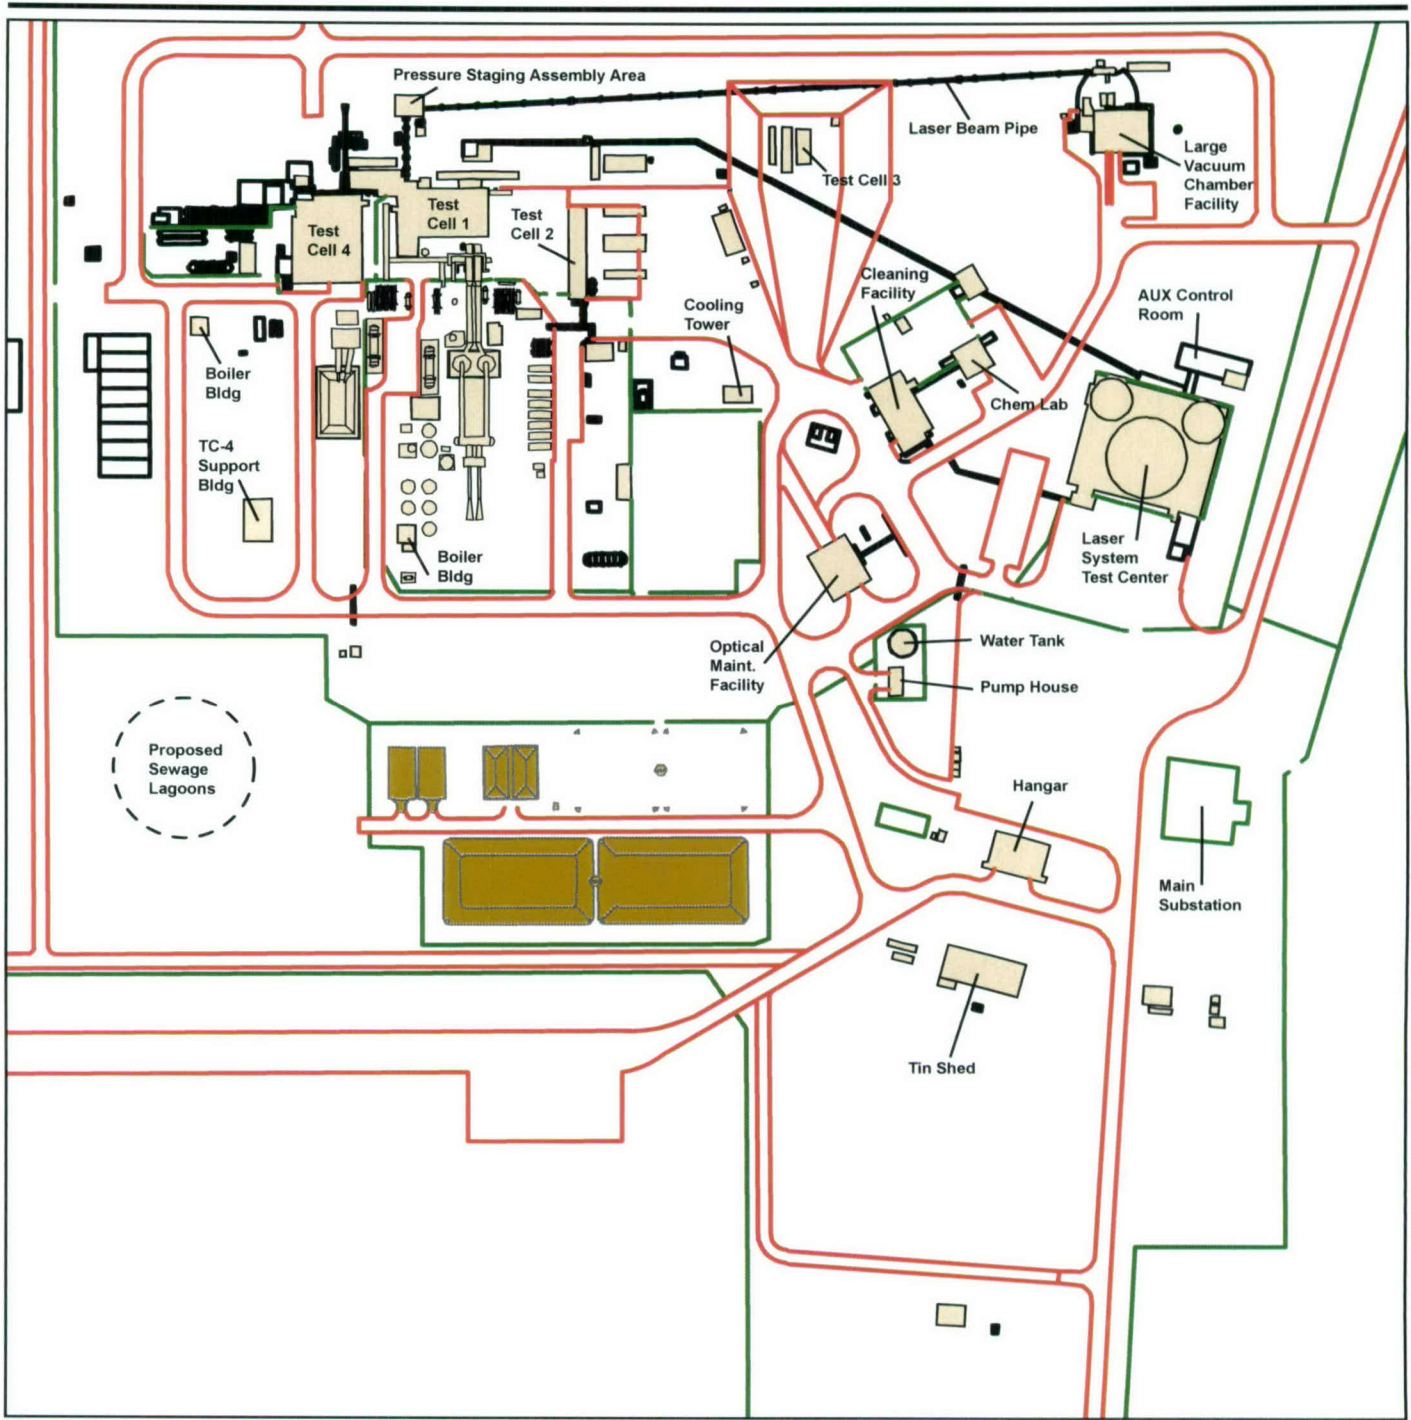 Pressure Staging Assembly Area
Laser Beam Pipe
Large
Vacuum
Chamber
Facility
Test Cell 3
Test
Cell 1
Test
Cell 2
Test
Cell 4
Cleaning
Facility
AUX Control
Room
Cooling
Tower
Boiler
Bldg
Chem Lab
TC-4
Support
Bldg
Laser
System
Test Center
Boiler
Bldg
Optical
Maint.
Facility
Water Tank
Pump House
Proposed
Sewage
Lagoons
Hangar
Main
Substation
Tin Shed